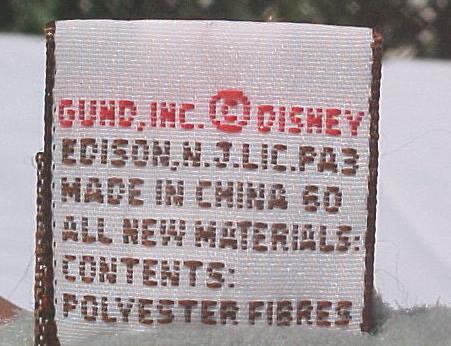 GUND, INC. © DISNEY
EDISON, N.J. LIC. PA3
MADE IN CHINA 60
ALL NEW MATERIALS:
CONTENTS:
POLYESTER FIBRES